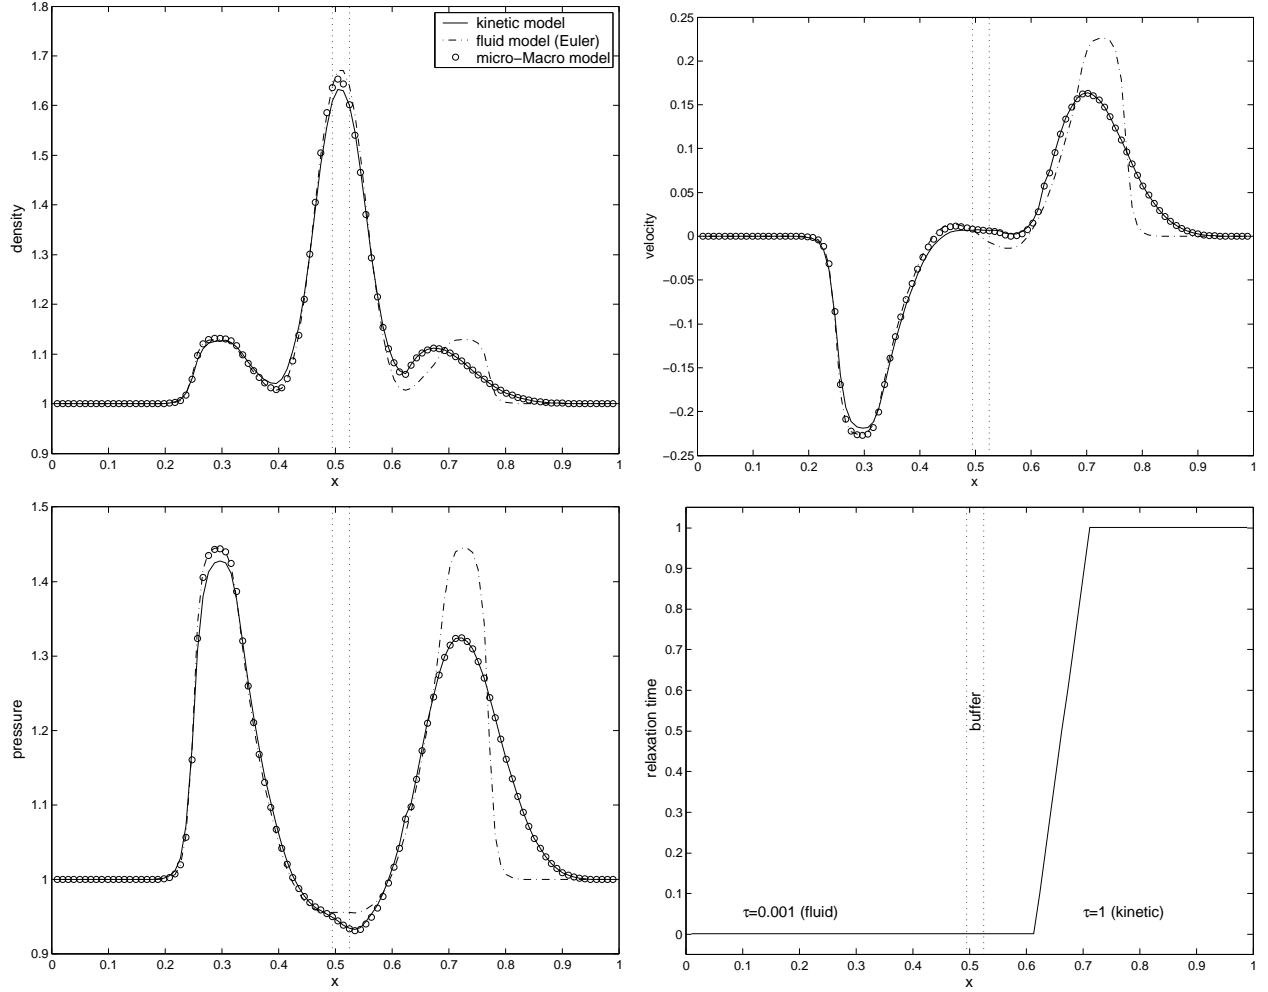 1.8
1.7
1.6
1.5
1.4
1.3
1.2
1.1
1
0.9
density
kinetic model
fluid model (Euler)
micro−Macro model
0 0.1 0.2 0.3 0.4 0.5 0.6 0.7 0.8 0.9 1
x
0.25
0.2
0.15
0.1
0.05
0
−0.05
−0.1
−0.15
−0.2
−0.25
velocity
0 0.1 0.2 0.3 0.4 0.5 0.6 0.7 0.8 0.9 1
x
1.5
1.4
1.3
1.2
1.1
1
0.9
pressure
0 0.1 0.2 0.3 0.4 0.5 0.6 0.7 0.8 0.9 1
x
1
0.9
0.8
0.7
0.6
0.5
0.4
0.3
0.2
0.1
0
relaxation time
buffer
τ=0.001 (fluid)
τ=1 (kinetic)
0 0.1 0.2 0.3 0.4 0.5 0.6 0.7 0.8 0.9 1
x